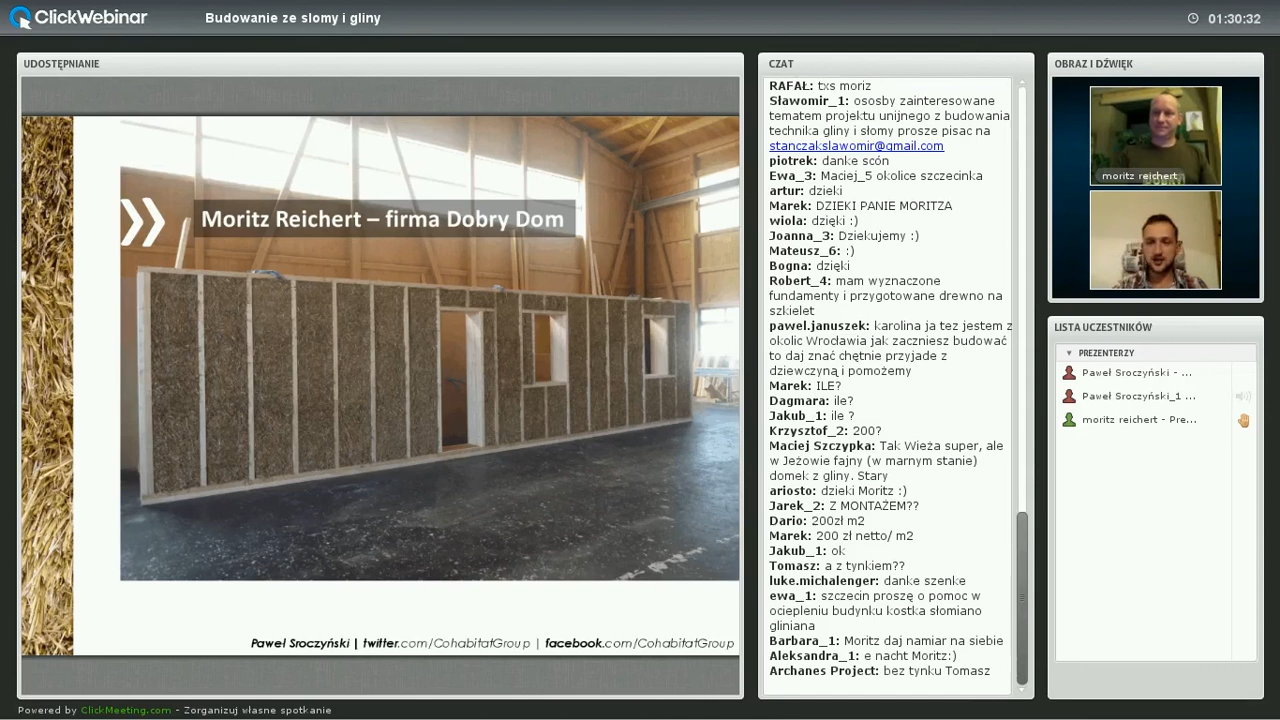 ClickWebinar
Budowanie ze slomy i gliny
01:30:32
UDOSTĘPNIANIE
Moritz Reichert – firma Dobry Dom
Paweł Sroczyński | twitter.com/CohabitatGroup | facebook.com/CohabitatGroup
CZAT
RAFAŁ: txs moriz
Sławomir_1: ososby zainteresowane
tematem projektu unijnego z budowania
technika gliny i słomy prosze pisac na
stanczakslawomir@gmail.com
piotrek: danke scón
Ewa_3: Maciej_5 okolice szczecinka
artur: dzieki
Marek: DZIEKI PANIE MORITZA
wiola: dzięki :)
Joanna_3: Dziekujemy :)
Mateusz_6: :)
Bogna: dzięki
Robert_4: mam wyznaczone
fundamenty i przygotowane drewno na
szkielet
pawel.januszek: karolina ja tez jestem z
okolic Wrocławia jak zaczniesz budować
to daj znać chętnie przyjade z
dziewczyną i pomożemy
Marek: ILE?
Dagmara: ile?
Jakub_1: ile ?
Krzysztof_2: 200?
Maciej Szczypka: Tak Wieża super, ale
w Jeżowie fajny (w marnym stanie)
domek z gliny. Stary
ariosto: dzieki Moritz :)
Jarek_2: Z MONTAŻEM??
Dario: 200zł m2
Marek: 200 zł netto/ m2
Jakub_1: ok
Tomasz: a z tynkiem??
luke.michalenger: danke szenke
ewa_1: szczecin proszę o pomoc w
ociepleniu budynku kostka słomiano
gliniana
Barbara_1: Moritz daj namiar na siebie
Aleksandra_1: e nacht Moritz:)
Archanes Project: bez tynku Tomasz
OBRAZ I DŹWIĘK
moritz reichert
LISTA UCZESTNIKÓW
PREZENTERZY
Paweł Sroczyński - ...
Paweł Sroczyński_1 ...
moritz reichert - Pre...
Powered by ClickMeeting.com - Zorganizuj własne spotkanie